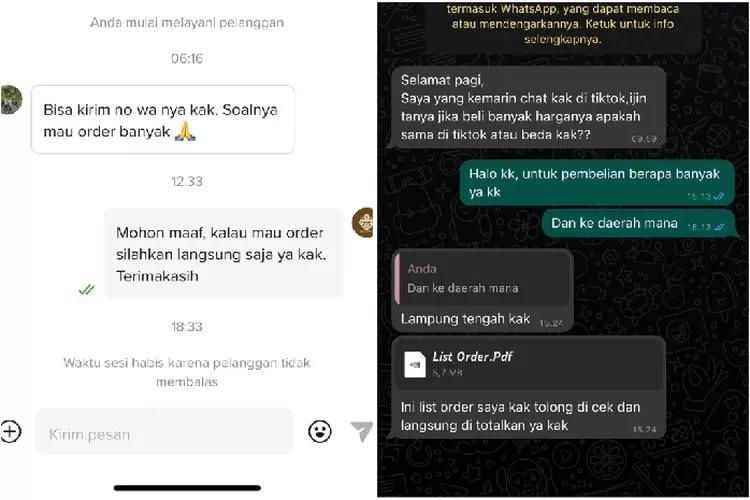 Anda mulai melayani pelanggan
06:16
Bisa kirim no wa nya kak. Soalnya
mau order banyak 🙏
12.33
Mohon maaf, kalau mau order
silahkan langsung saja ya kak.
Terimakasih
18:33
Waktu sesi habis karena pelanggan tidak
membalas
Kirim pesan
termasuk WhatsApp, yang dapat membaca
atau mendengarkannya. Ketuk untuk info
selengkapnya.
Selamat pagi,
Saya yang kemarin chat kak di tiktok,ijin
tanya jika beli banyak harganya apakah
sama di tiktok atau beda kak??
09.59
Halo kk, untuk pembelian berapa banyak
ya kk
15.13
Dan ke daerah mana
15.13
Anda
Dan ke daerah mana
Lampung tengah kak
15.24
List Order.Pdf
5,7 MB
Ini list order saya kak tolong di cek dan
langsung di totalkan ya kak
15.24